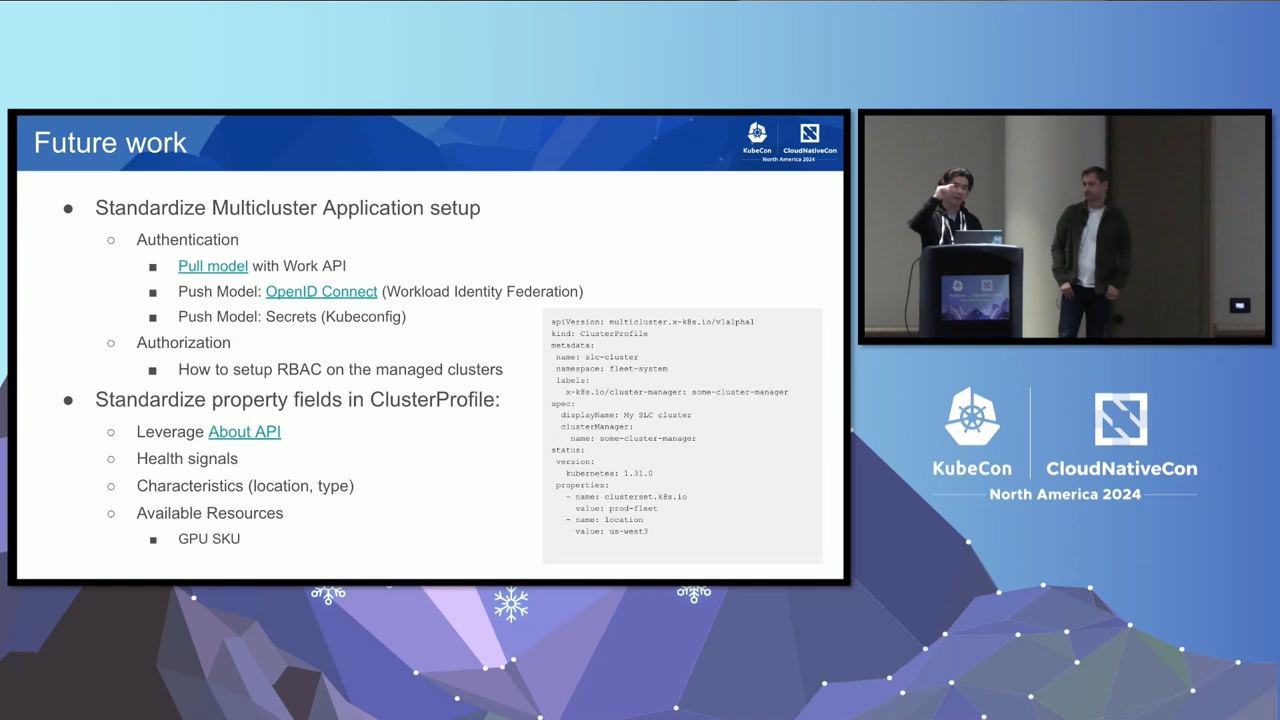 Future work
KubeCon
CloudNativeCon
North America 2024
● Standardize Multicluster Application setup
○ Authentication
■ Pull model with Work API
■ Push Model: OpenID Connect (Workload Identity Federation)
■ Push Model: Secrets (Kubeconfig)
○ Authorization
■ How to setup RBAC on the managed clusters
● Standardize property fields in ClusterProfile:
○ Leverage About API
○ Health signals
○ Characteristics (location, type)
○ Available Resources
■ GPU SKU
apiVersion: multicluster.x-k8s.io/v1alpha1
kind: ClusterProfile
metadata:
name: slc-cluster
namespace: fleet-system
labels:
x-k8s.io/cluster-manager: some-cluster-manager
spec:
displayName: My SLC cluster
clusterManager:
name: some-cluster-manager
status:
version:
kubernetes: 1.31.0
properties:
- name: clusterset.k8s.io
value: prod-fleet
- name: location
value: us-west3
KubeCon
CloudNativeCon
North America 2024